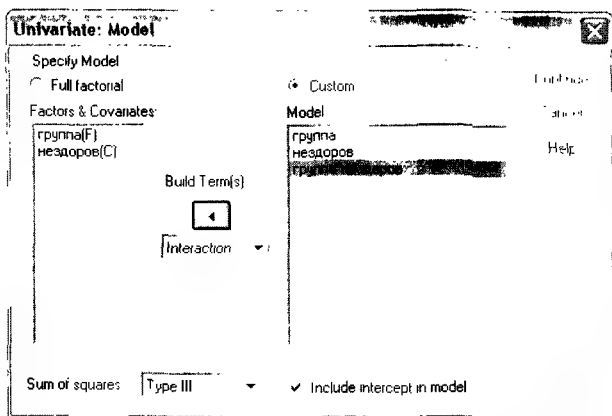 Univariate: Model
Specify Model
Full factorial
Custom
Factors & Covariates:
Model
группа(F)
нездоров(C)
группа
нездоров
Help
Build Term(s)
Interaction
Sum of squares:
Type III
Include intercept in model